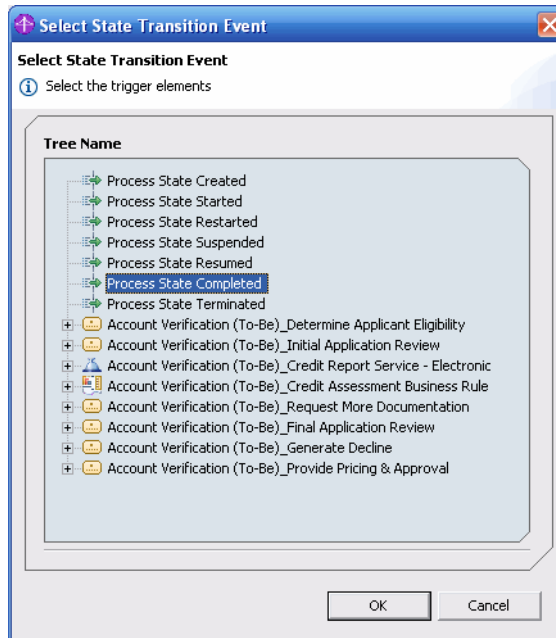 Select State Transition Event
Select State Transition Event
Select the trigger elements
Tree Name
Process State Created
Process State Started
Process State Restarted
Process State Suspended
Process State Resumed
Process State Completed
Process State Terminated
Account Verification (To-Be)_Determine Applicant Eligibility
Account Verification (To-Be)_Initial Application Review
Account Verification (To-Be)_Credit Report Service - Electronic
Account Verification (To-Be)_Credit Assessment Business Rule
Account Verification (To-Be)_Request More Documentation
Account Verification (To-Be)_Final Application Review
Account Verification (To-Be)_Generate Decline
Account Verification (To-Be)_Provide Pricing & Approval
OK Cancel